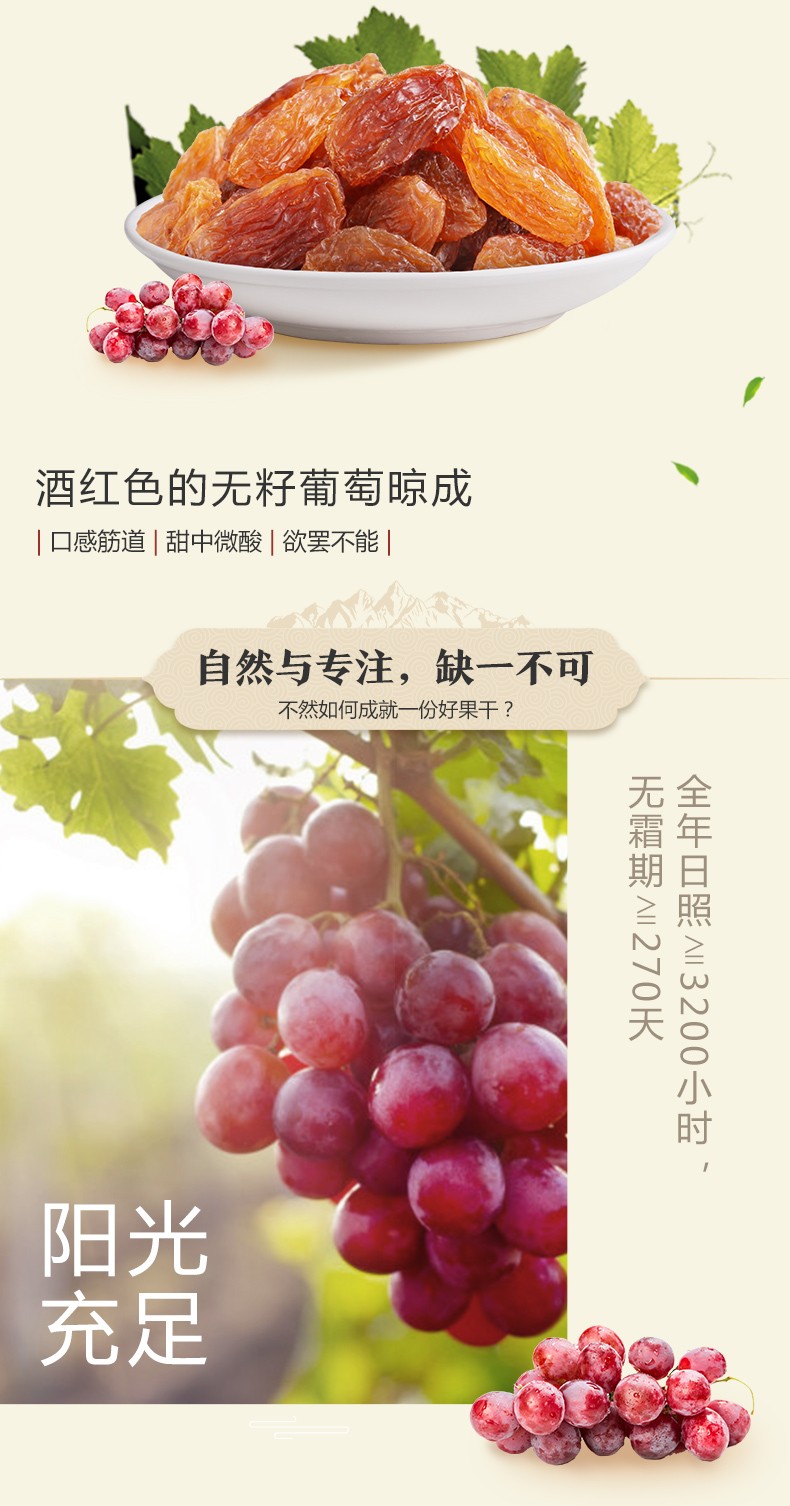 酒红色的无籽葡萄晾成
|口感筋道|甜中微酸|欲罢不能|
自然与专注，缺一不可
不然如何成就一份好果干？
全年日照≧3200小时，
无霜期≧270天
阳光
充足